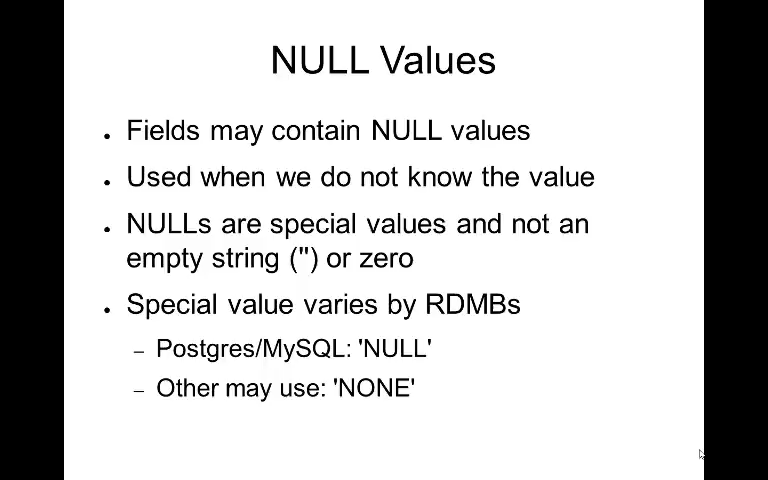 NULL Values
● Fields may contain NULL values
● Used when we do not know the value
● NULLs are special values and not an
empty string ('') or zero
● Special value varies by RDMBs
– Postgres/MySQL: 'NULL'
– Other may use: 'NONE'